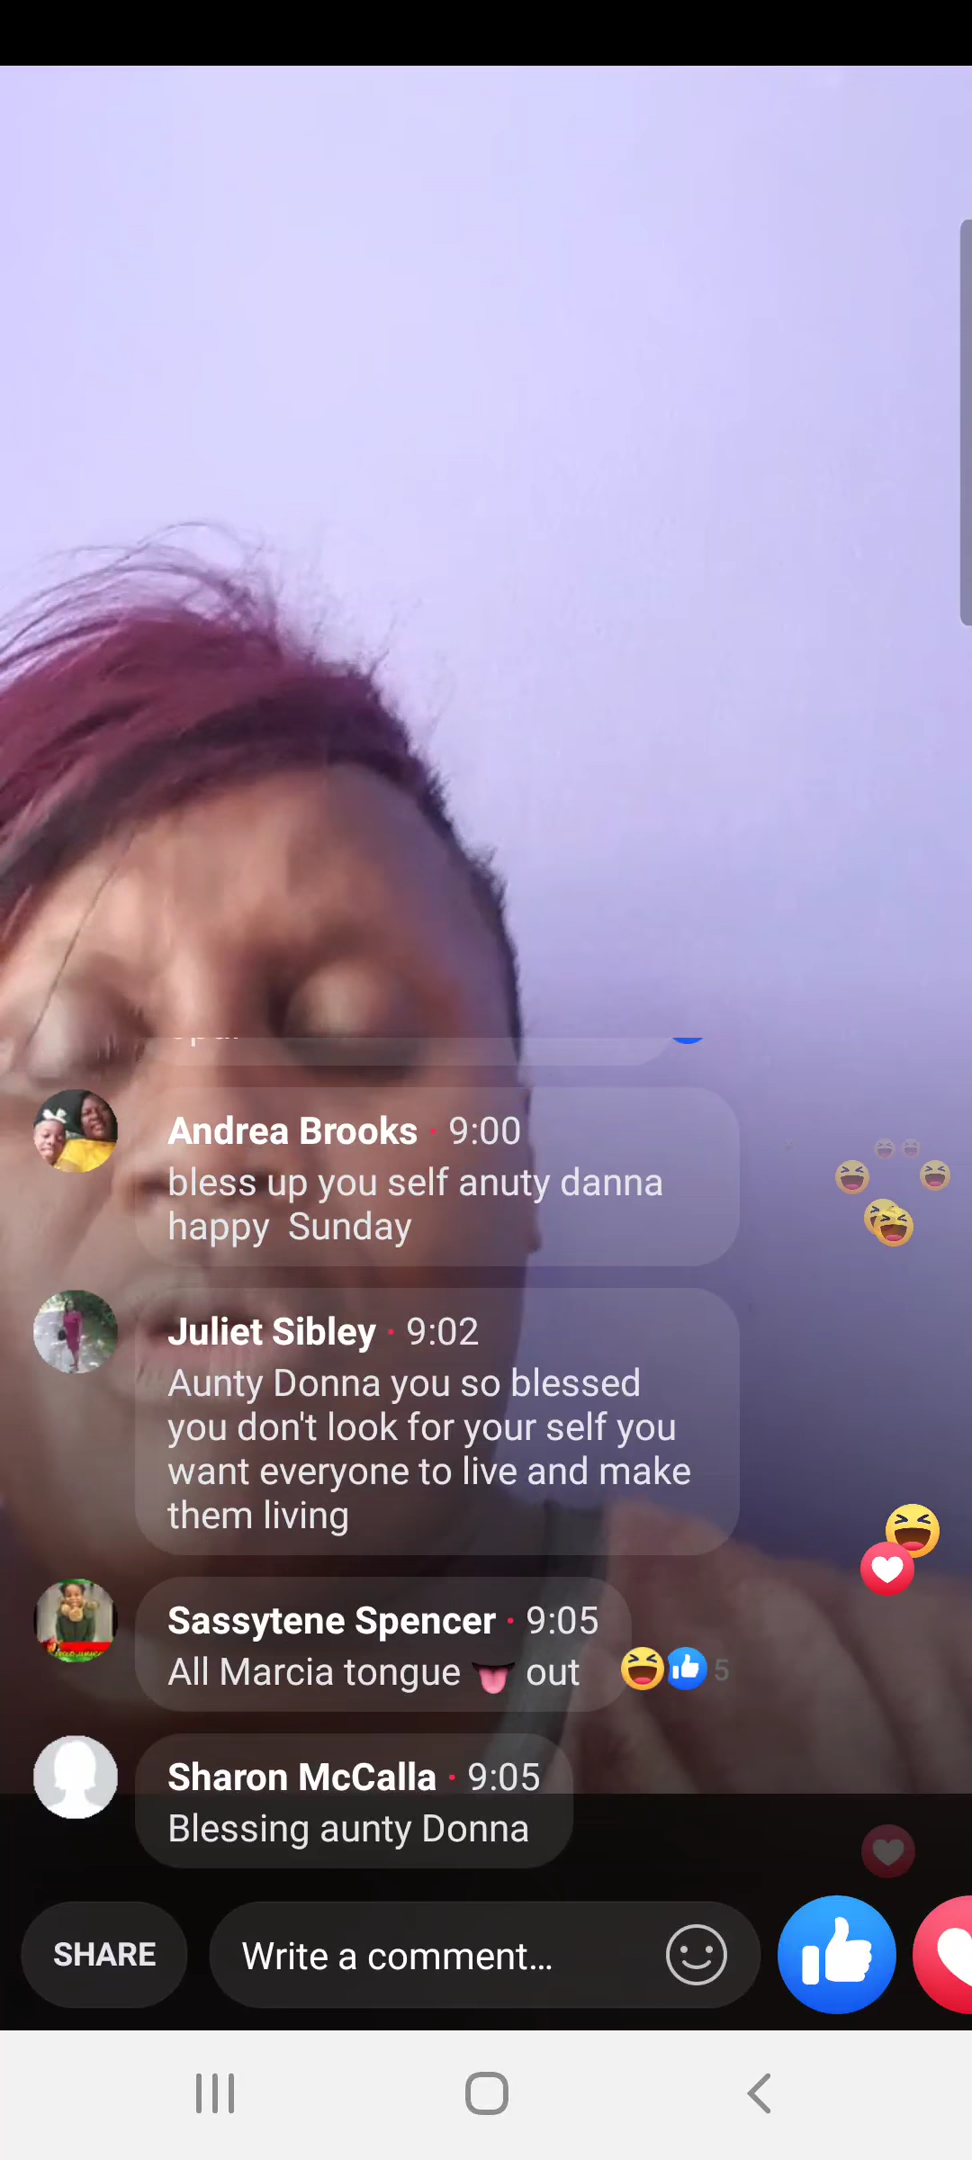 Andrea Brooks · 9:00
bless up you self anuty danna
happy  Sunday
Juliet Sibley · 9:02
Aunty Donna you so blessed
you don't look for your self you
want everyone to live and make
them living
Sassytene Spencer · 9:05
All Marcia tongue 👅 out
5
Sharon McCalla · 9:05
Blessing aunty Donna
SHARE
Write a comment...